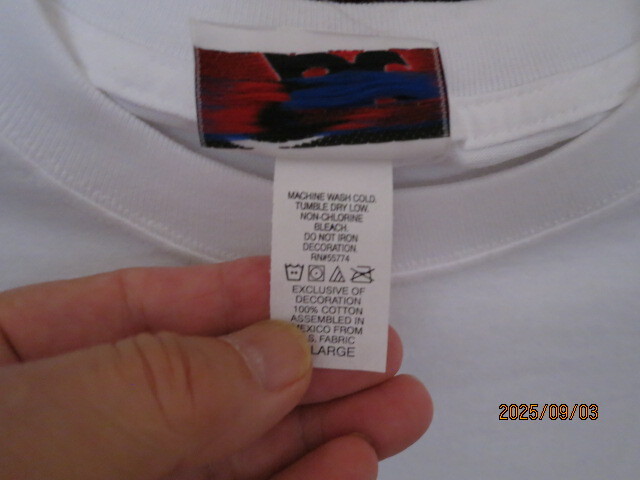 MACHINE WASH COLD.
TUMBLE DRY LOW.
NON-CHLORINE
BLEACH.
DO NOT IRON
DECORATION.
RN#55774
EXCLUSIVE OF
DECORATION
100% COTTON
ASSEMBLED IN
MEXICO FROM
S. FABRIC
LARGE
2025/09/03